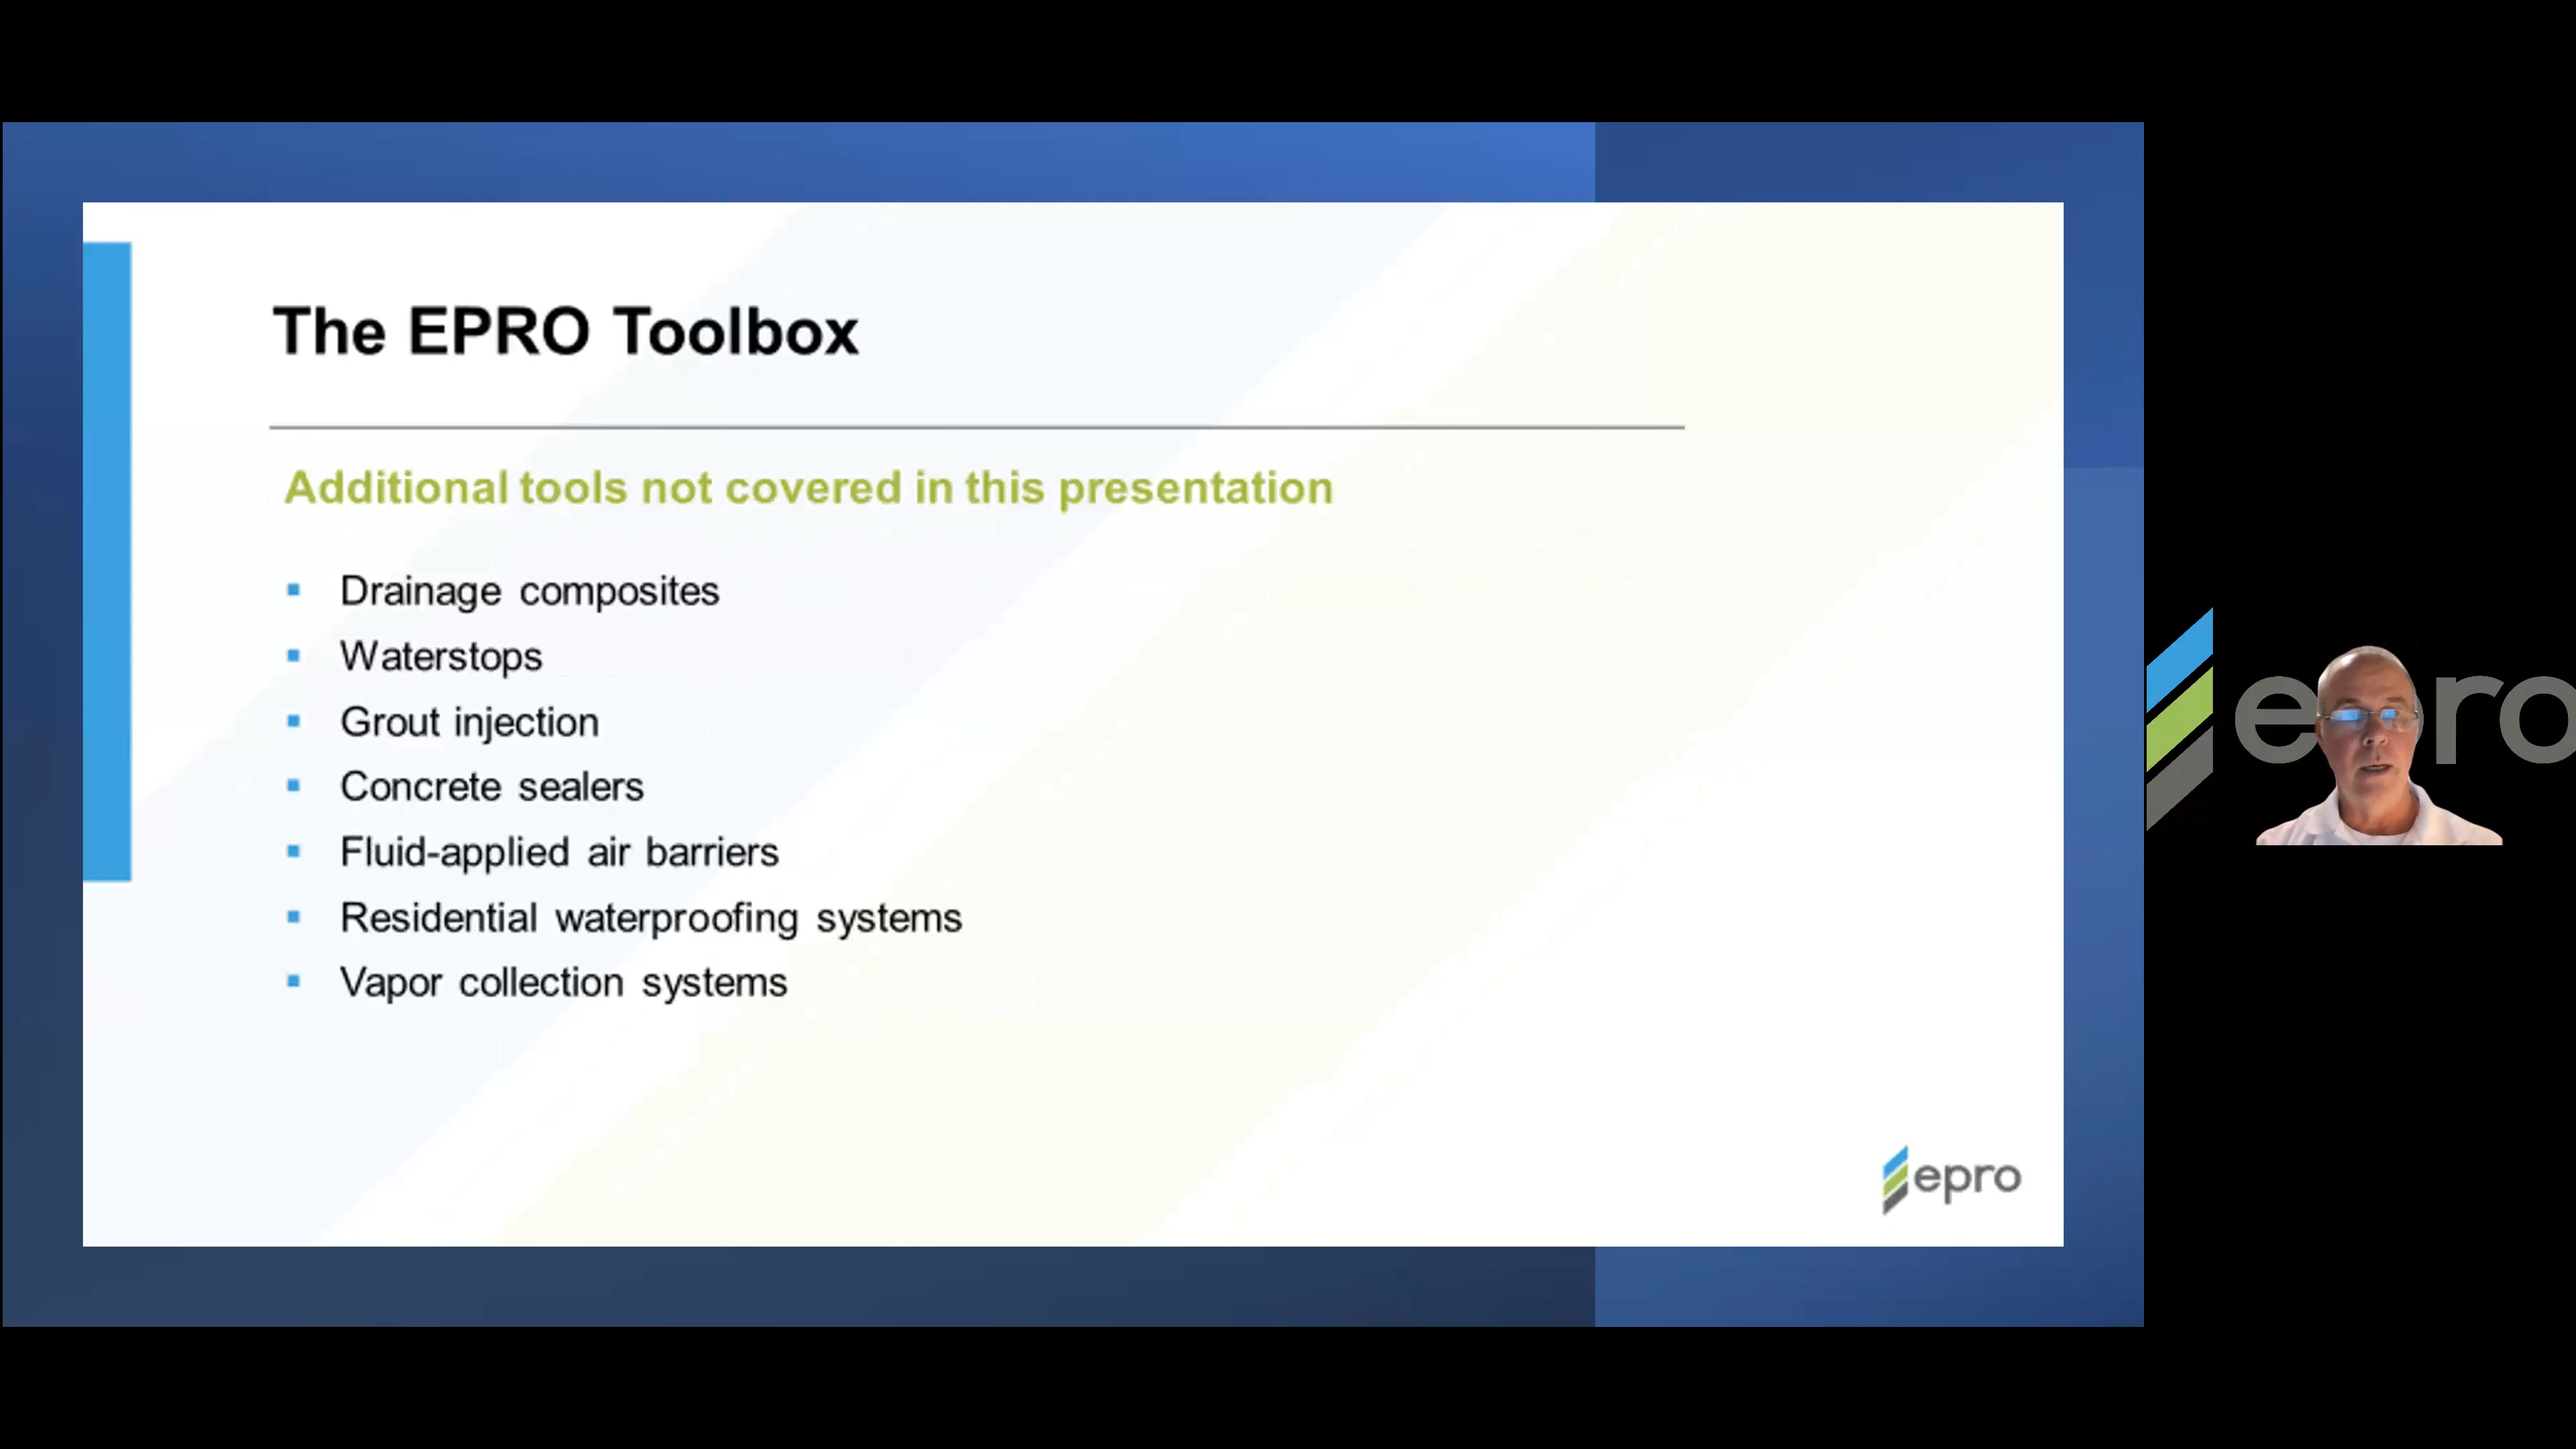 The EPRO Toolbox
Additional tools not covered in this presentation
Drainage composites
Waterstops
Grout injection
Concrete sealers
Fluid-applied air barriers
Residential waterproofing systems
Vapor collection systems
epro
epro